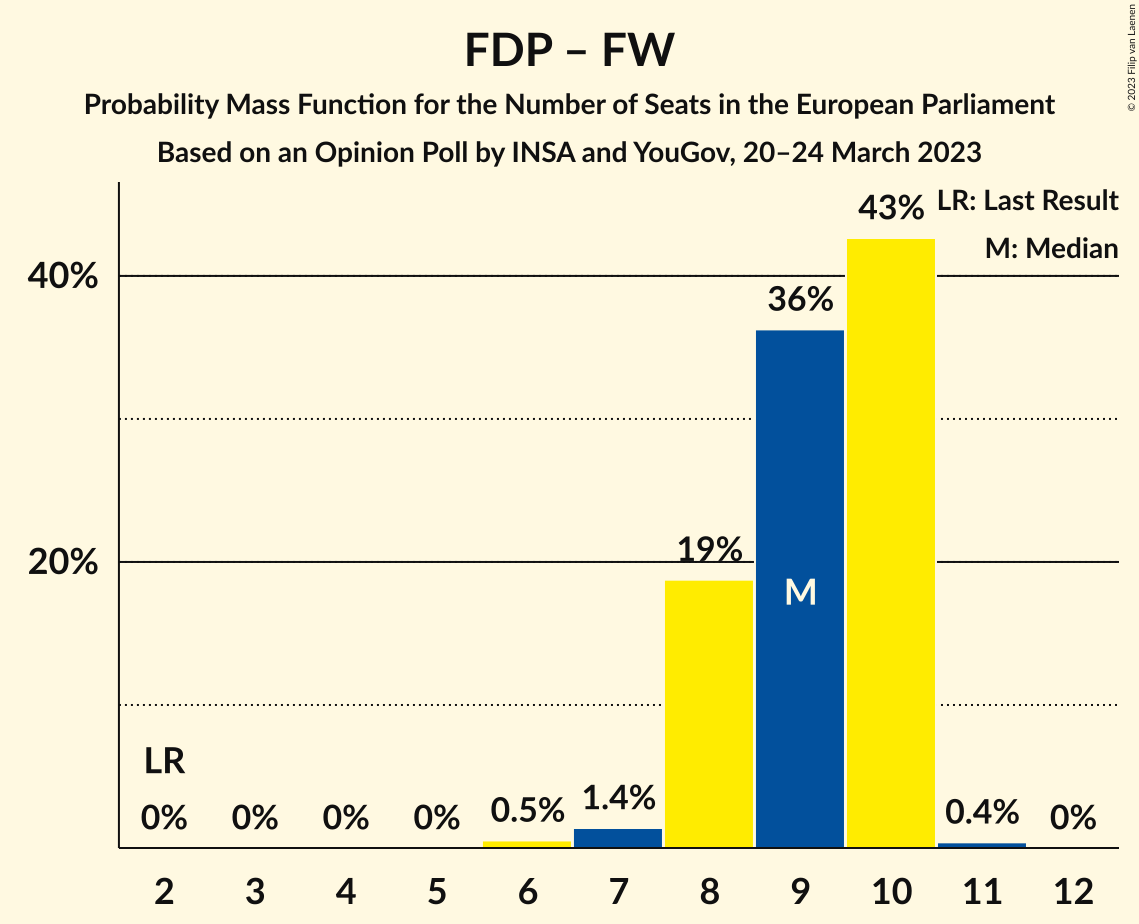 FDP – FW
Probability Mass Function for the Number of Seats in the European Parliament
Based on an Opinion Poll by INSA and YouGov, 20–24 March 2023
© 2023 Filip van Laenen
LR: Last Result
M: Median
40%
20%
LR
0%
0%
0%
0%
0.5%
1.4%
19%
36%
43%
0.4%
0%
M
2 3 4 5 6 7 8 9 10 11 12